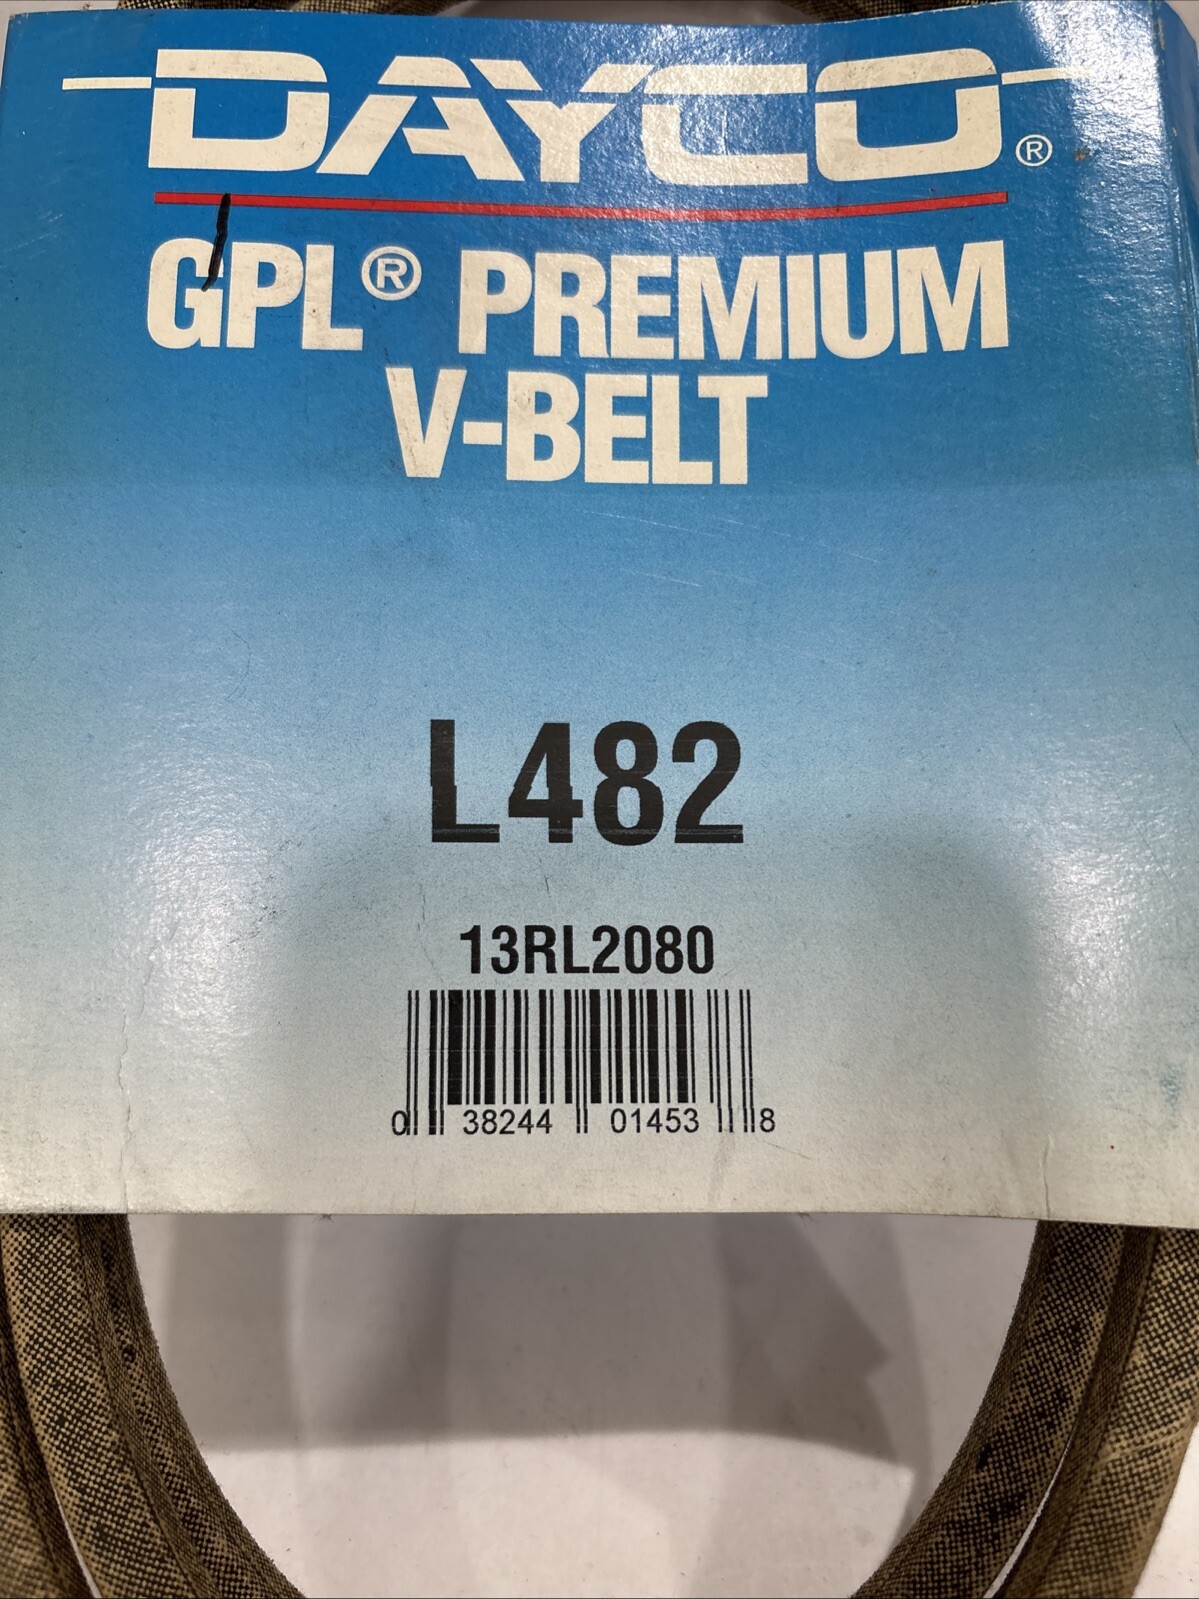 DAYCO®
GPL® PREMIUM
V-BELT
L482
13RL2080
0 38244 01453 8